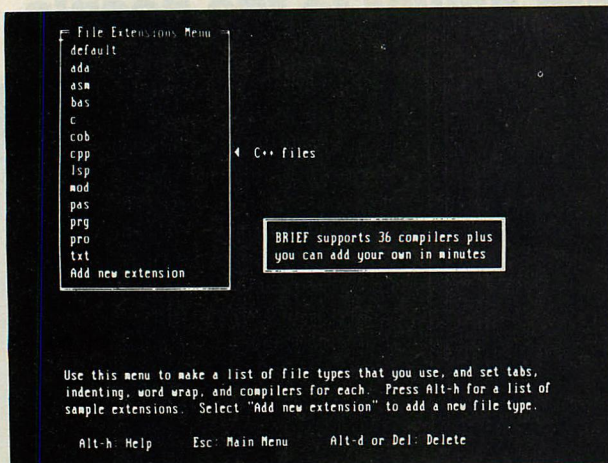 File Extensions Menu
default
ada
asm
bas
c
cob
cpp
C++ files
lsp
mod
pas
prg
pro
txt
Add new extension
BRIEF supports 36 compilers plus
you can add your own in minutes
Use this menu to make a list of file types that you use, and set tabs,
indenting, word wrap, and compilers for each. Press Alt-h for a list of
sample extensions. Select "Add new extension" to add a new file type.
Alt-h: Help Esc: Main Menu Alt-d or Del: Delete